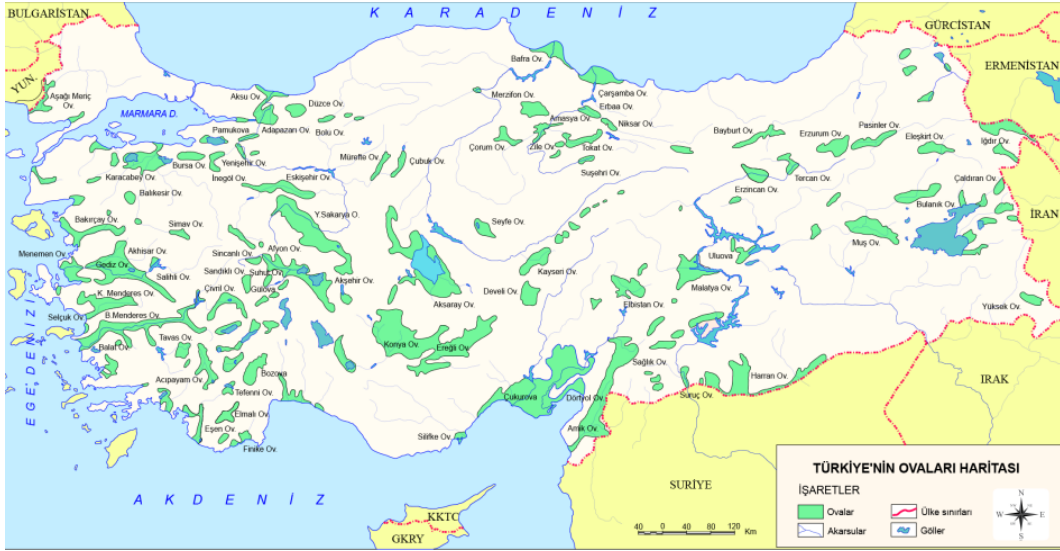 K A R A D E N İ Z
BULGARİSTAN
GÜRCİSTAN
ERMENİSTAN
YUN.
Bafra Ov.
Aşağı Meriç
Ov.
MARMARA D.
Aksu Ov.
Düzce Ov.
Merzifon Ov.
Çarşamba Ov.
Erbaa Ov.
Niksar Ov.
Adapazarı Ov.
Bolu Ov.
Amasya Ov.
Pamukova
Mürefte Ov.
Çubuk Ov.
Çorum Ov.
Zile Ov.
Tokat Ov.
Bayburt Ov.
Erzurum Ov.
Pasinler Ov.
Eleşkirt Ov.
Iğdır Ov.
Karacabey Ov.
Bursa Ov.
Yenişehir Ov.
İnegöl Ov.
Eskişehir Ov.
Suşehri Ov.
Tercan Ov.
Erzincan Ov.
Çaldıran Ov.
Balıkesir Ov.
Bulanık Ov.
Bakırçay Ov.
Simav Ov.
Y.Sakarya O.
Seyfe Ov.
Muş Ov.
İRAN
Menemen Ov.
Akhisar Ov.
Gediz Ov.
Salihli Ov.
Sincanlı Ov.
Afyon Ov.
Sandıklı Ov.
Şuhut Ov.
Akşehir Ov.
Uluova
Kayseri Ov.
Malatya Ov.
K. Menderes Ov.
Çivril Ov.
Gülova
Develi Ov.
Elbistan Ov.
Aksaray Ov.
Yüksek Ov.
Selçuk Ov.
B.Menderes Ov.
Balat Ov.
Tavas Ov.
Konya Ov.
Ereğli Ov.
Acıpayam Ov.
Bozova
Sağlık Ov.
Harran Ov.
Tefenni Ov.
Çukurova
Dörtyol Ov.
Suruç Ov.
IRAK
Elmalı Ov.
Eşen Ov.
Finike Ov.
Silifke Ov.
Amik Ov.
EGE DENİZİ
A K D E N İ Z
KKTC
GKRY
SURİYE
TÜRKİYE'NİN OVALARI HARİTASI
İŞARETLER
Ovalar
Ülke sınırları
Akarsular
Göller
N
W E
S
40 0 40 80 120 Km